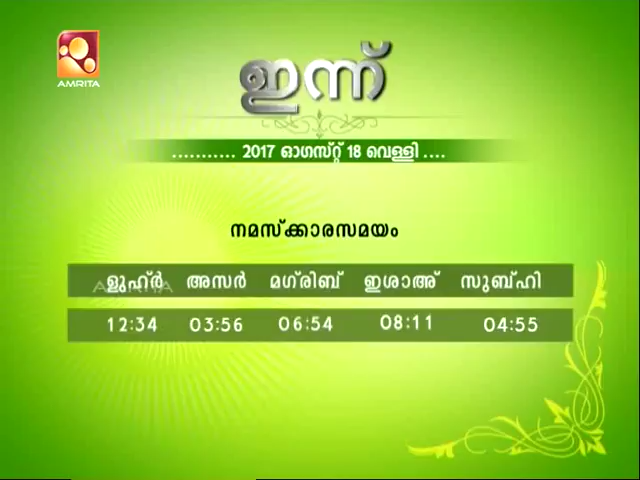 AMRITA
ഇന്ന്
........... 2017 ഓഗസ്റ്റ് 18 വെള്ളി ....
നമസ്ക്കാരസമയം
ളുഹ്ർ അസർ മഗ്‌രിബ് ഇശാഅ് സുബ്ഹി
12:34 03:56 06:54 08:11 04:55